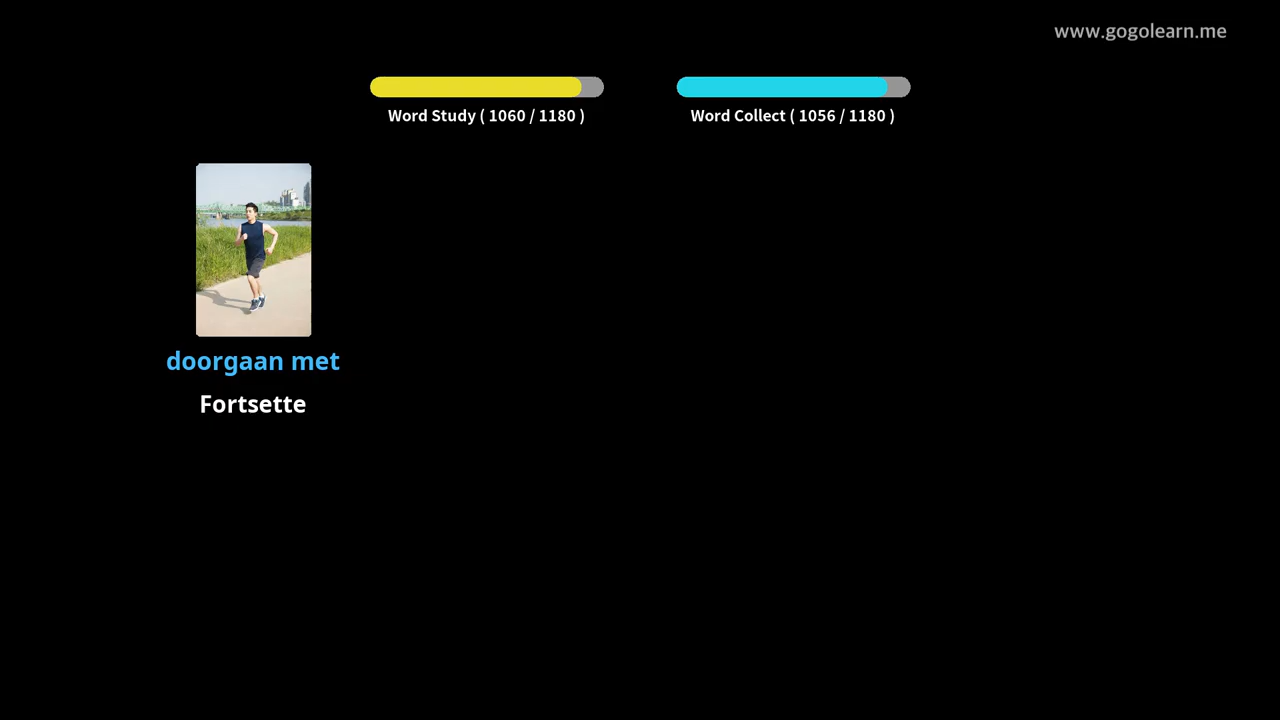 www.gogolearn.me
Word Study ( 1060 / 1180 )
Word Collect ( 1056 / 1180 )
doorgaan met
Fortsette